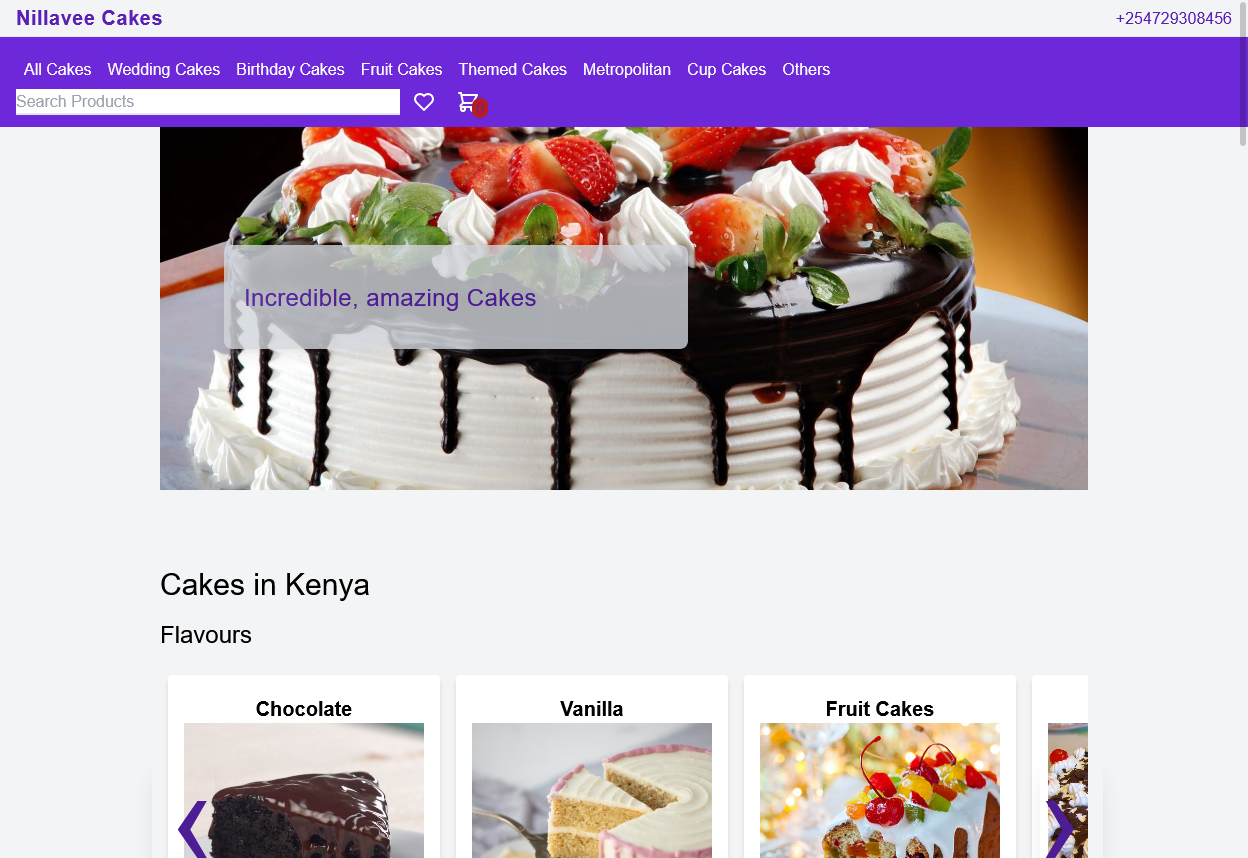 Nillavee Cakes +254729308456
All Cakes Wedding Cakes Birthday Cakes Fruit Cakes Themed Cakes Metropolitan Cup Cakes Others
Search Products
0
Incredible, amazing Cakes
Cakes in Kenya
Flavours
Chocolate Vanilla Fruit Cakes